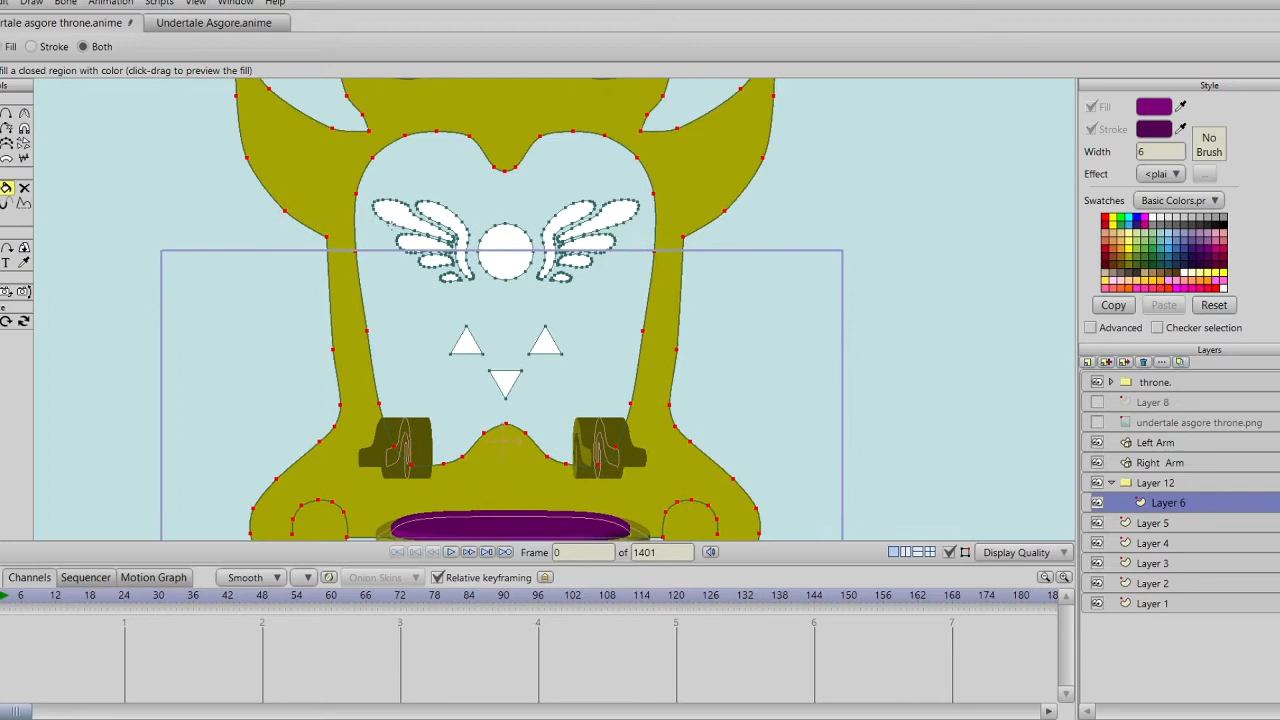 Draw Bone Animation Scripts View Window Help
rtale asgore throne.anime Undertale Asgore.anime
Fill Stroke Both
fill a closed region with color (click-drag to preview the fill)
Style
Fill
Stroke
No
Brush
Width 6
Effect <plai ...
Swatches Basic Colors.pr
T
Copy Paste Reset
Advanced Checker selection
Layers
throne.
Layer 8
undertale asgore throne.png
Left Arm
Right Arm
Layer 12
Layer 6
Layer 5
Layer 4
Layer 3
Layer 2
Layer 1
Frame 0 of 1401 Display Quality
Channels Sequencer Motion Graph Smooth Onion Skins Relative keyframing
6 12 18 24 30 36 42 48 54 60 66 72 78 84 90 96 102 108 114 120 126 132 138 144 150 156 162 168 174 180 18
1 2 3 4 5 6 7